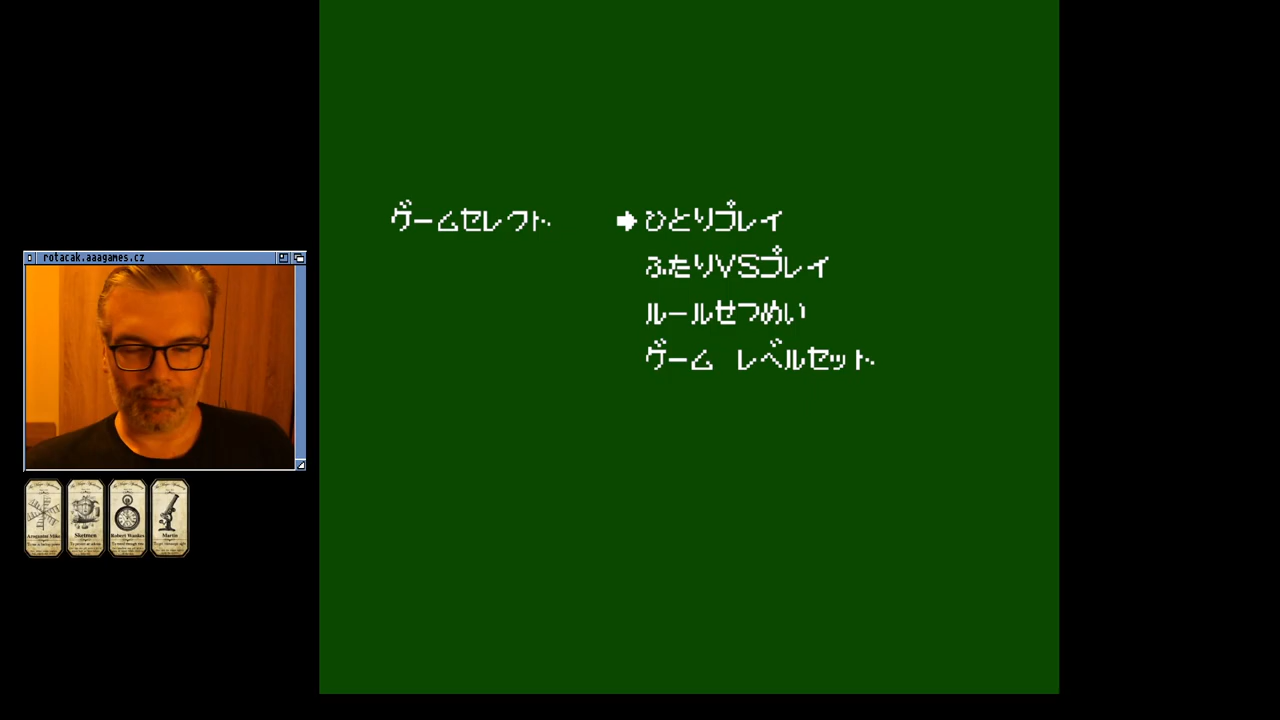 ゲームセレクト ➡ひとりプレイ
ふたりVSプレイ
ルールせつめい
ゲーム レベルセット
rotacak.aaagames.cz
Sketmen
Martin